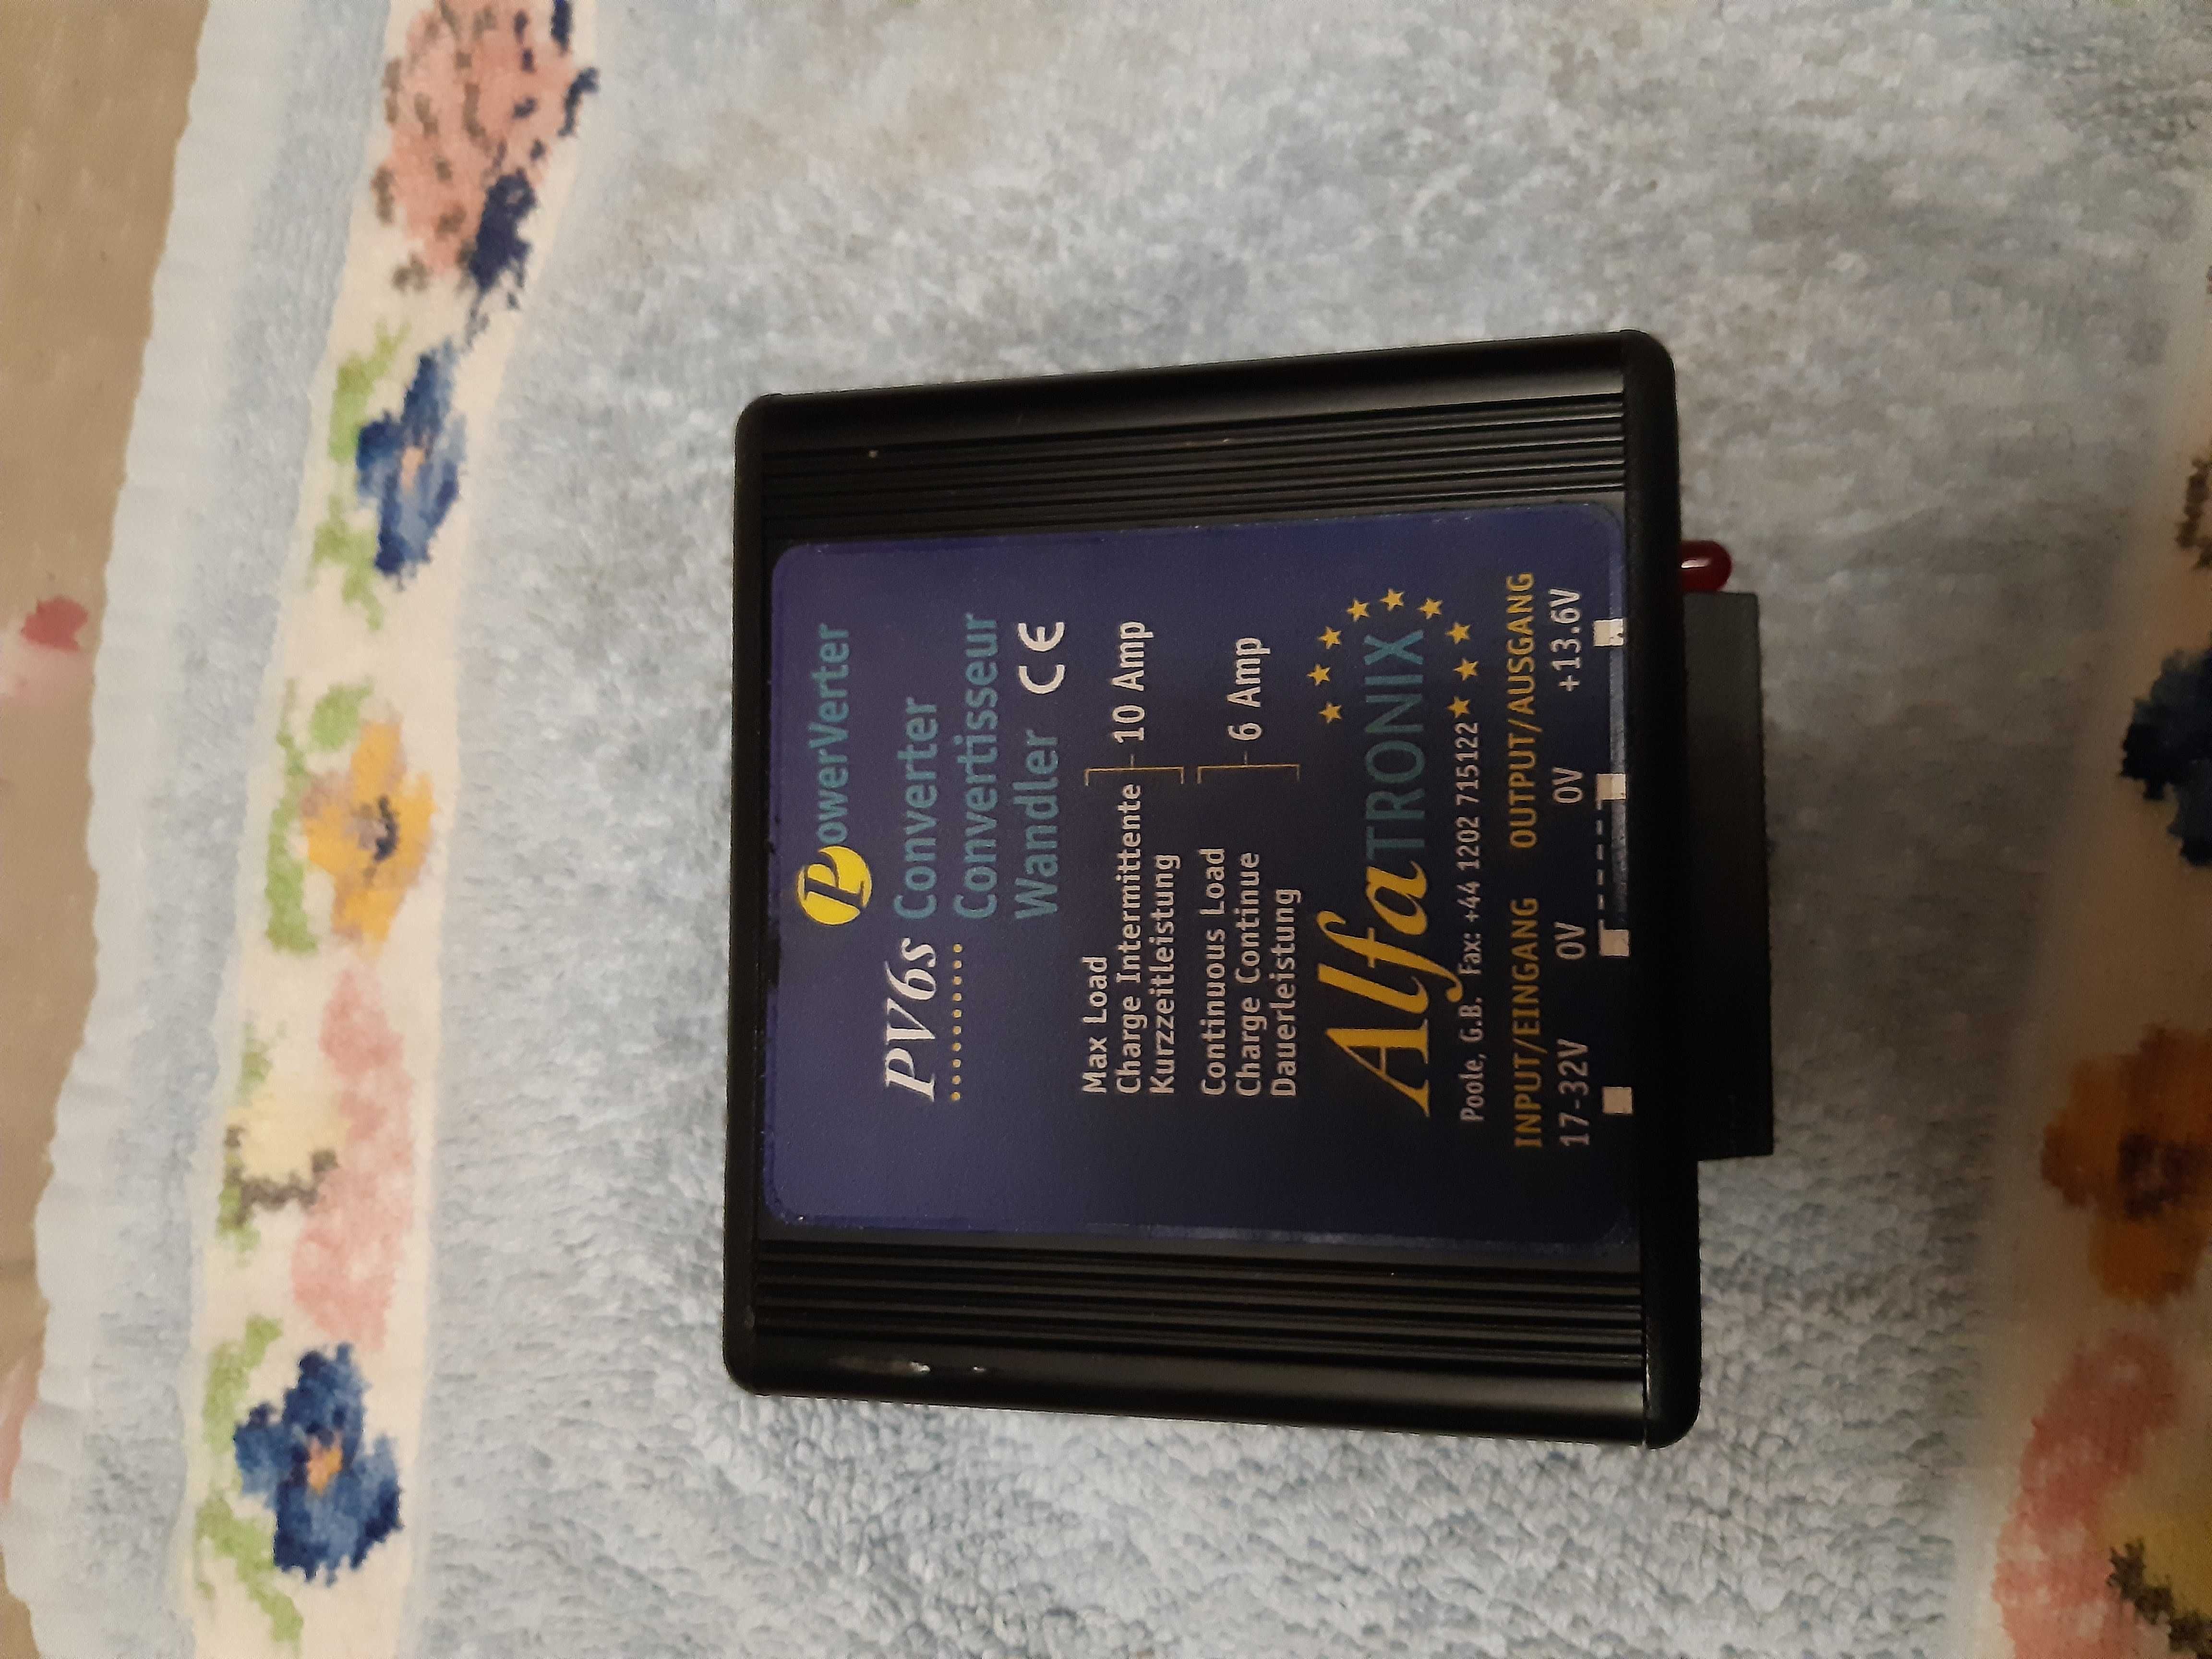 PowerVerter
PV6s Converter
Convertisseur
Wandler CE
Max Load
Charge Intermittente 10 Amp
Kurzzeitleistung
Continuous Load
Charge Continue 6 Amp
Dauerleistung
AlfaTRONIX
Poole, G.B. Fax: +44 1202 715122
INPUT/EINGANG OUTPUT/AUSGANG
17-32V 0V 0V +13.6V